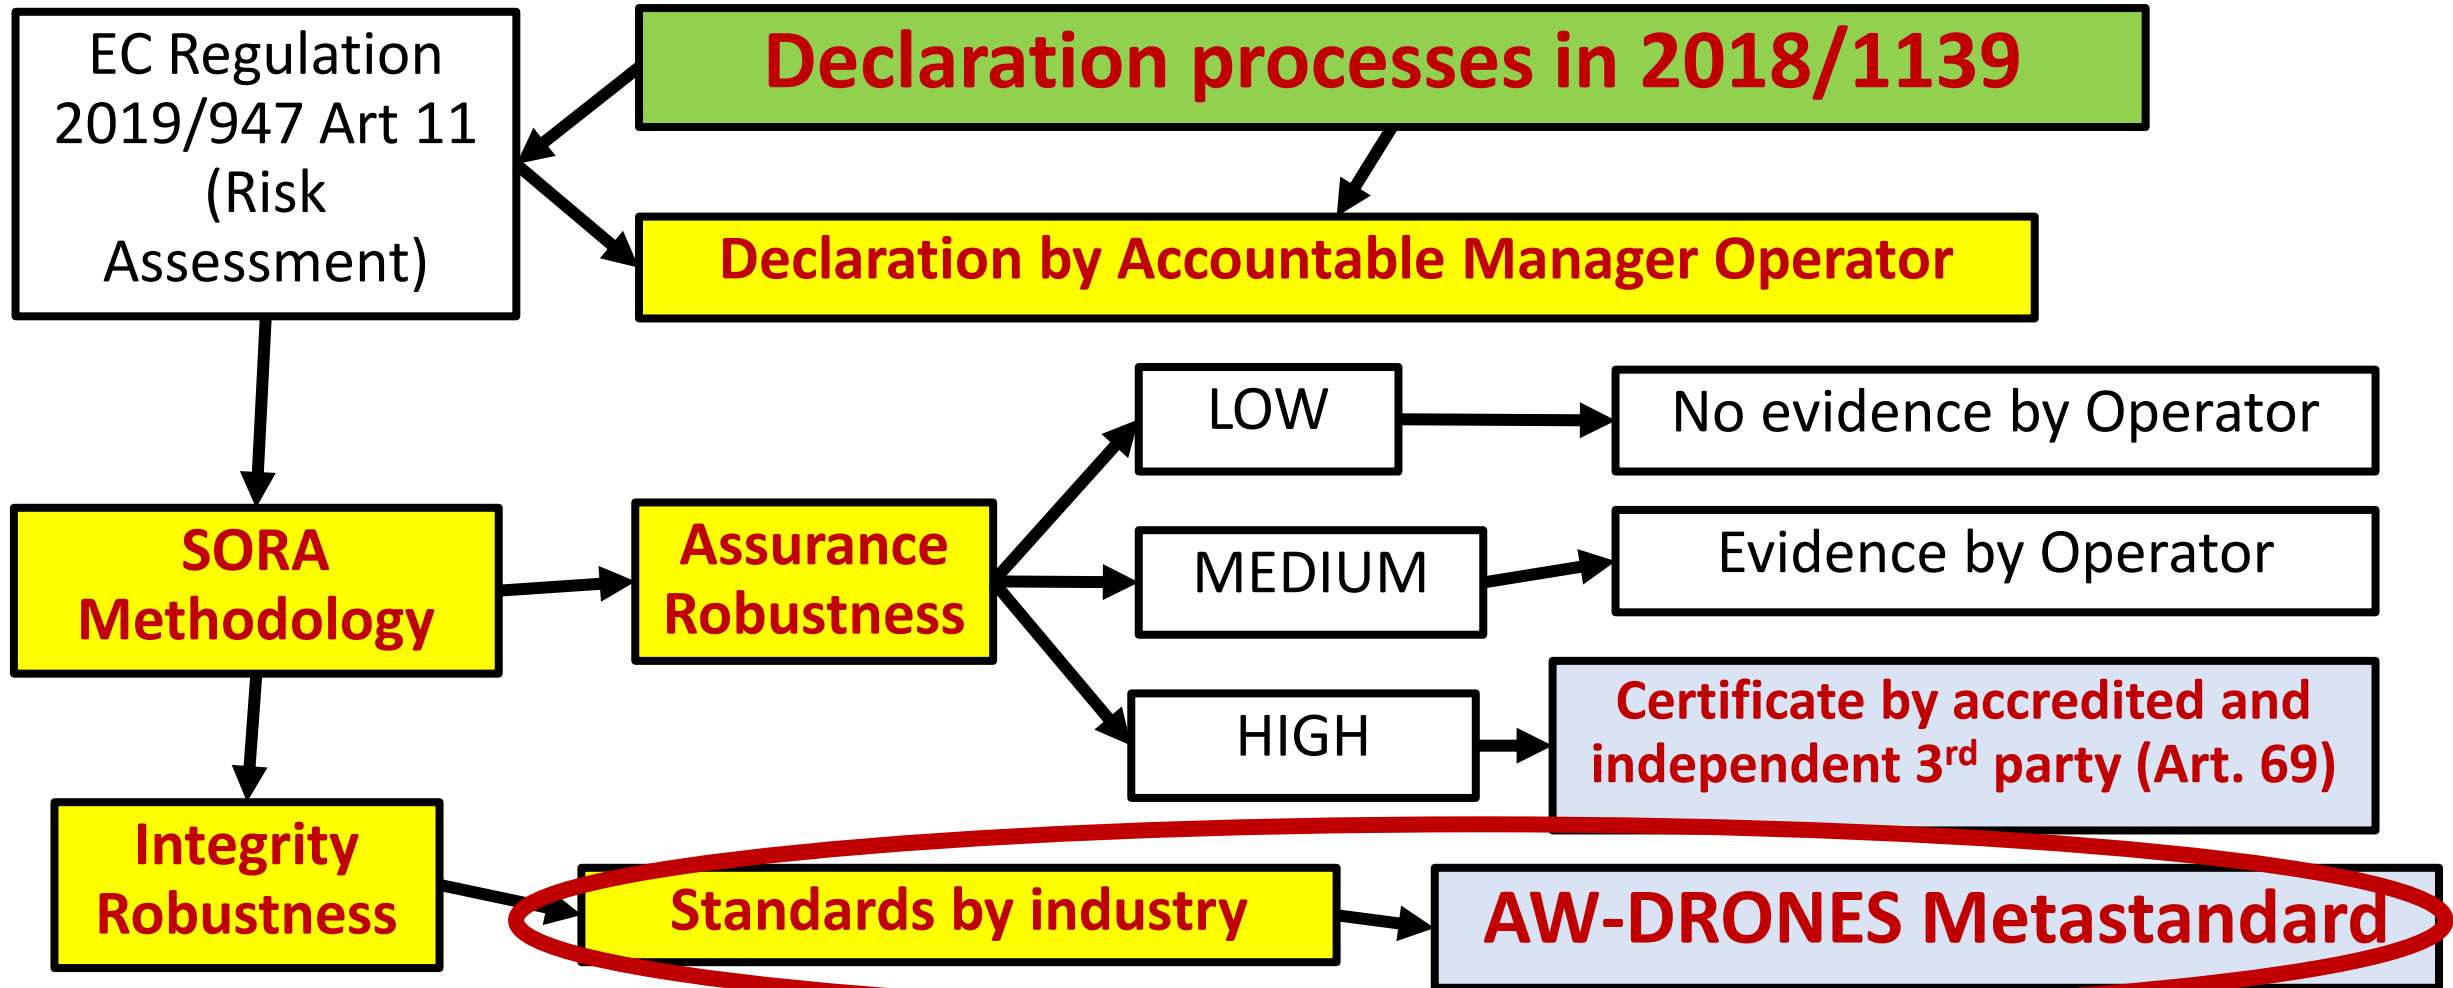 EC Regulation
2019/947 Art 11
(Risk
Assessment)
Declaration processes in 2018/1139
Declaration by Accountable Manager Operator
LOW
No evidence by Operator
SORA
Methodology
Assurance
Robustness
MEDIUM
Evidence by Operator
HIGH
Certificate by accredited and
independent 3rd party (Art. 69)
Integrity
Robustness
Standards by industry
AW-DRONES Metastandard